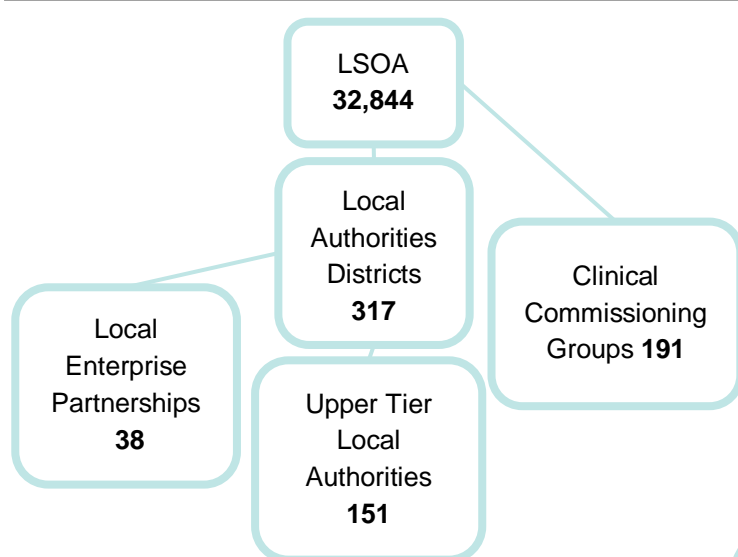 LSOA
32,844
Local
Authorities
Districts
317
Clinical
Commissioning
Groups 191
Local
Enterprise
Partnerships
38
Upper Tier
Local
Authorities
151